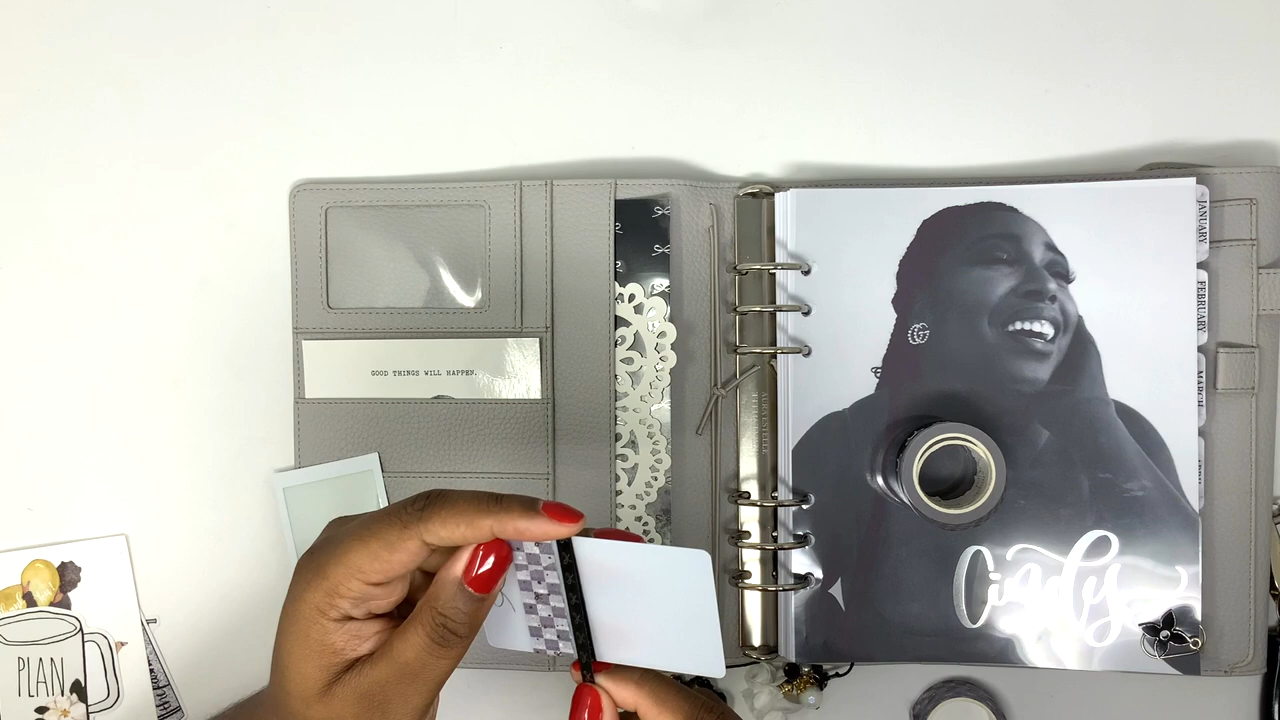 GOOD THINGS WILL HAPPEN.
JANUARY
FEBRUARY
MARCH
Cindy
PLAN